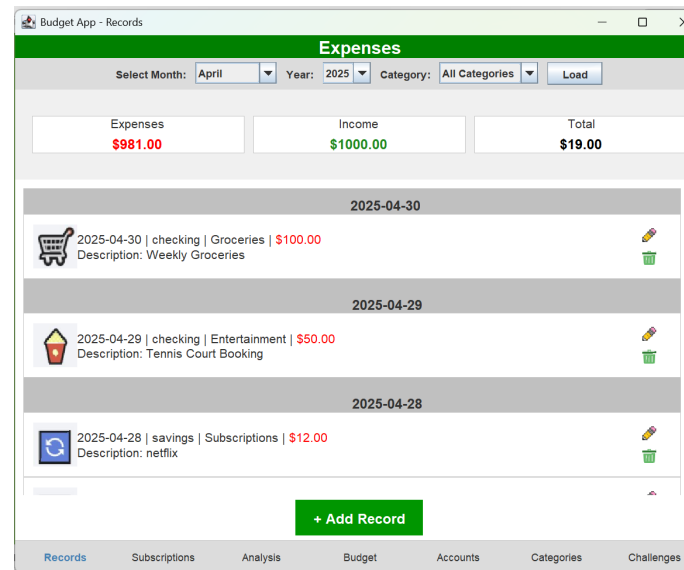 Budget App - Records
Expenses
Select Month: April Year: 2025 Category: All Categories Load
Expenses Income Total
$981.00 $1000.00 $19.00
2025-04-30
2025-04-30 | checking | Groceries | $100.00
Description: Weekly Groceries
2025-04-29
2025-04-29 | checking | Entertainment | $50.00
Description: Tennis Court Booking
2025-04-28
2025-04-28 | savings | Subscriptions | $12.00
Description: netflix
+ Add Record
Records Subscriptions Analysis Budget Accounts Categories Challenges